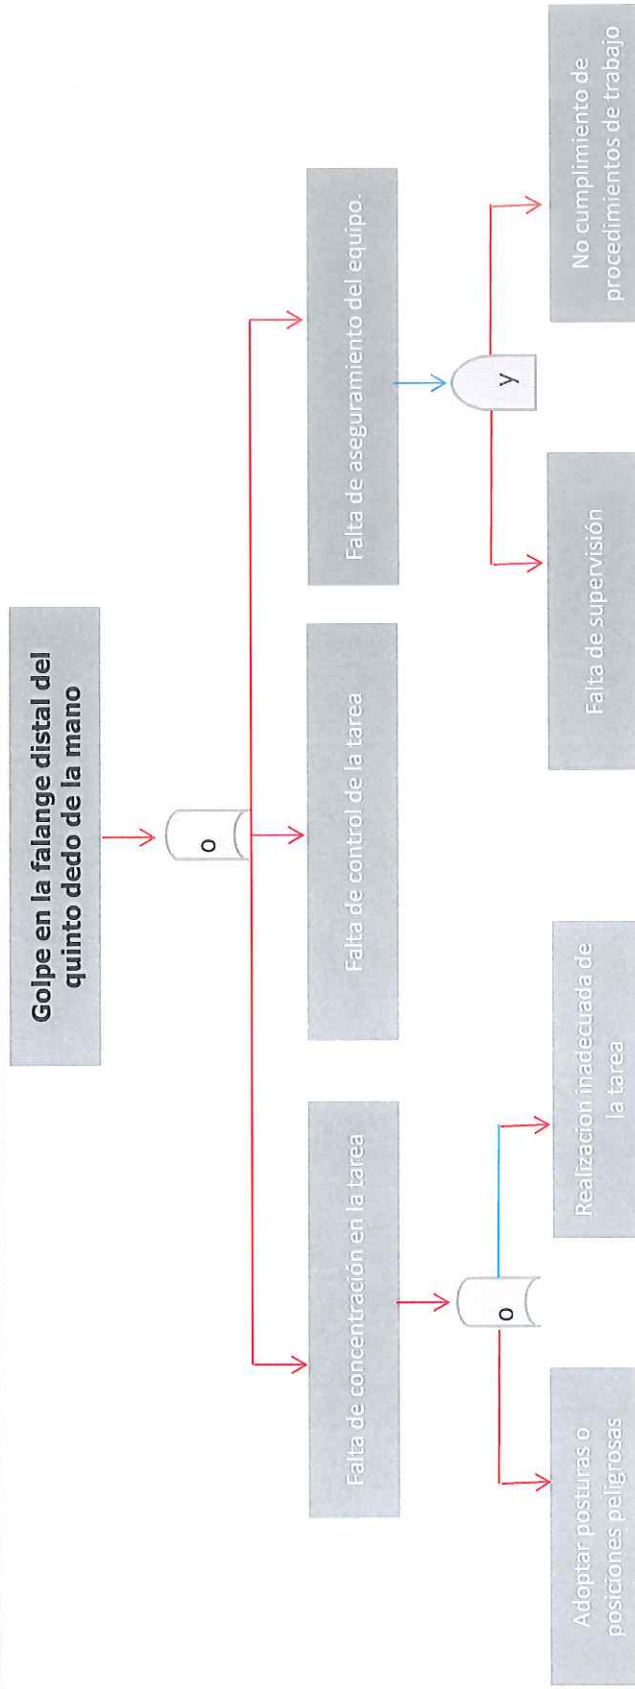 Golpe en la falange distal del
quinto dedo de la mano
o
Falta de concentración en la tarea
Falta de control de la tarea
Falta de aseguramiento del equipo.
o
y
Adoptar posturas o
posiciones peligrosas
Realizacion inadecuada de
la tarea
Falta de supervisión
No cumplimiento de
procedimientos de trabajo